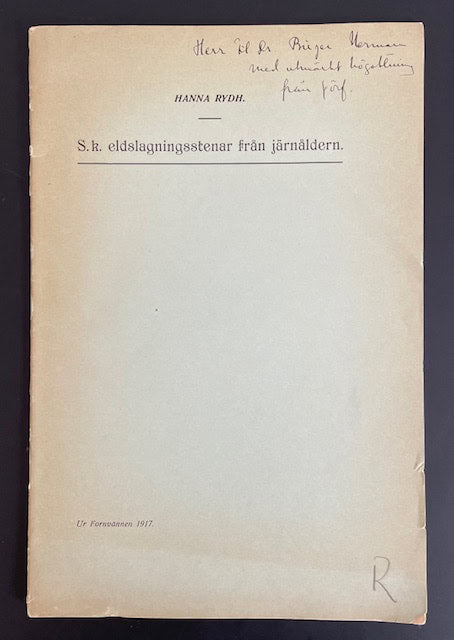 Herr Fil Dr. Birger Nerman
med utmärkt högaktning
från förf.
HANNA RYDH.
S. k. eldslagningsstenar från järnåldern.
Ur Fornvännen 1917.
R